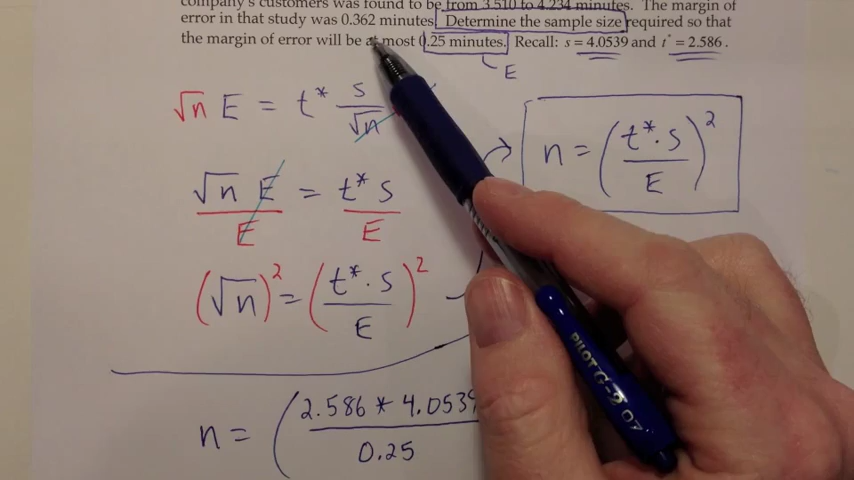 company's customers was found to be from 3.510 to 4.234 minutes. The margin of
error in that study was 0.362 minutes. Determine the sample size required so that
the margin of error will be at most 0.25 minutes. Recall: s = 4.0539 and t* = 2.586.
E
√n E = t* s/√n
n = (t*·s/E)²
√n E/E = t* s/E
(√n)² = (t*·s/E)²
n = (2.586 * 4.0539/0.25
PILOT G-2 07